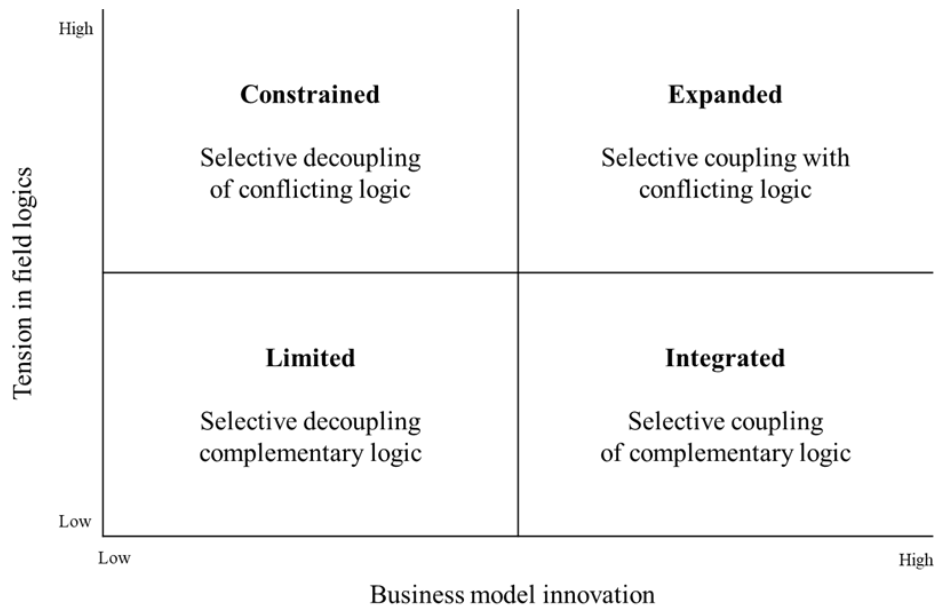 High
Constrained
Expanded
Selective decoupling
of conflicting logic
Selective coupling with
conflicting logic
Tension in field logics
Limited
Integrated
Selective decoupling
complementary logic
Selective coupling
of complementary logic
Low
Low
High
Business model innovation